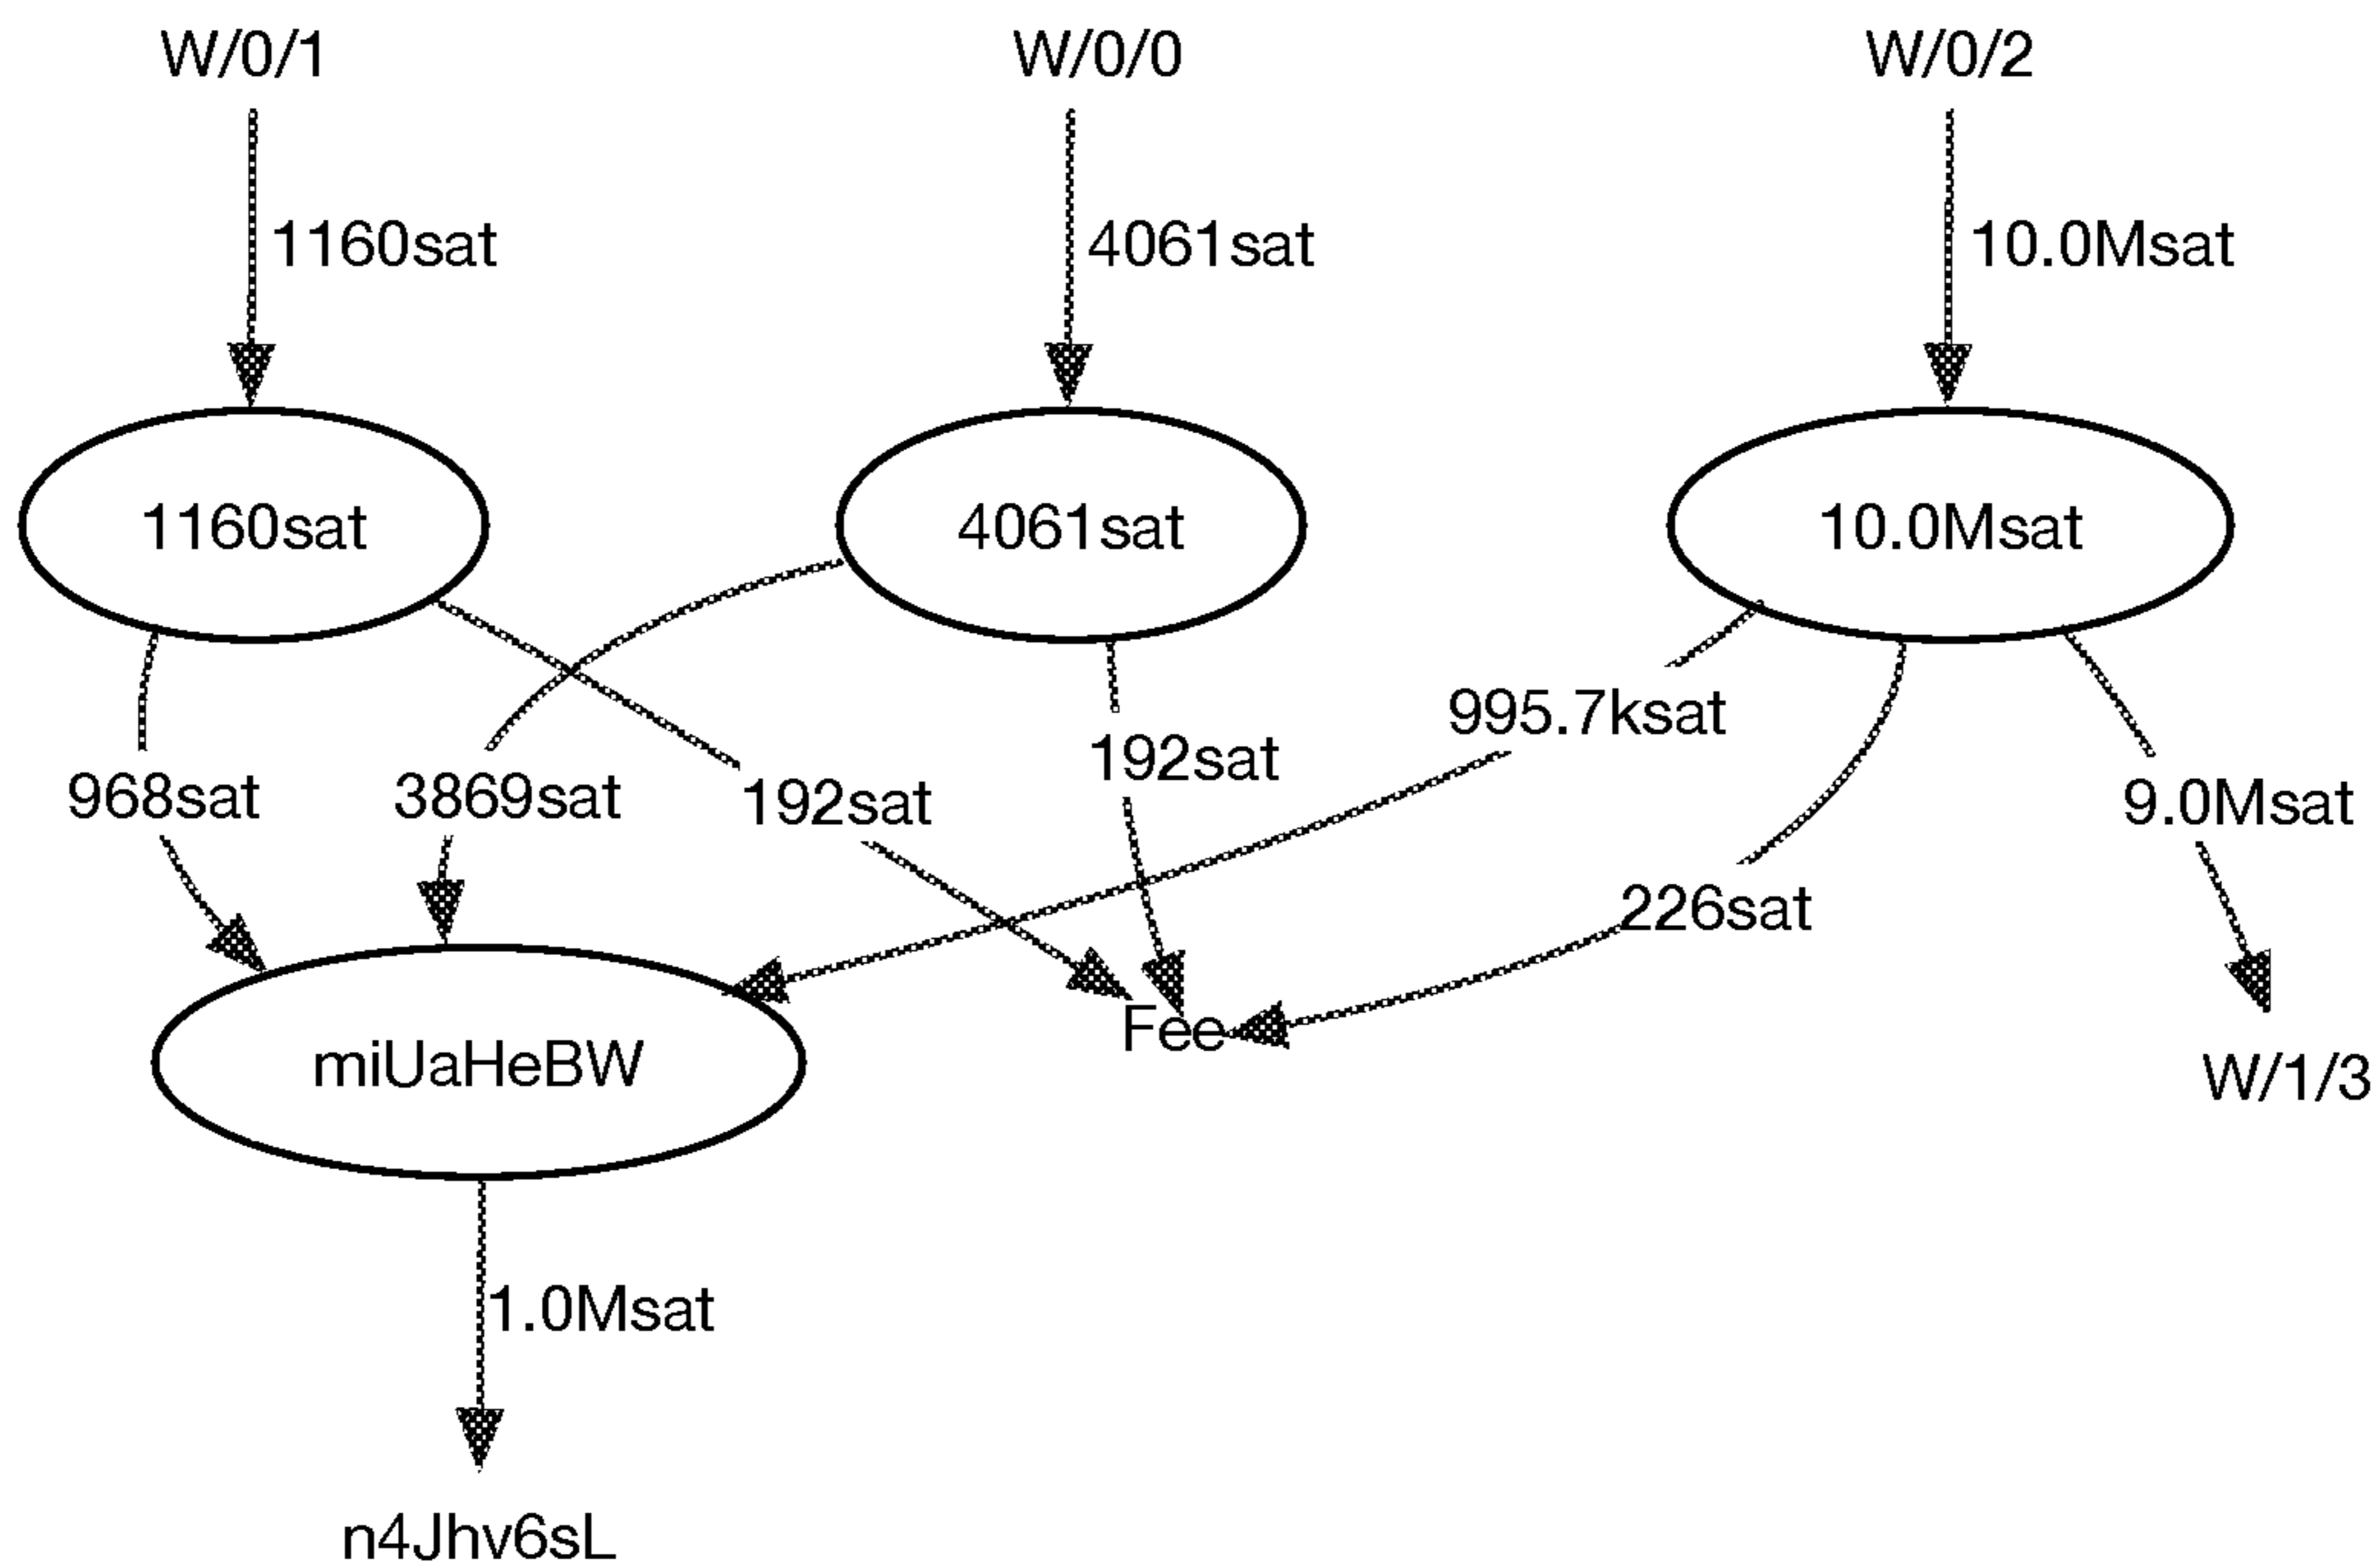 W/0/1
W/0/0
W/0/2
1160sat
4061sat
10.0Msat
1160sat
4061sat
10.0Msat
995.7ksat
192sat
968sat
3869sat
192sat
9.0Msat
226sat
Fee
miUaHeBW
W/1/3
1.0Msat
n4Jhv6sL